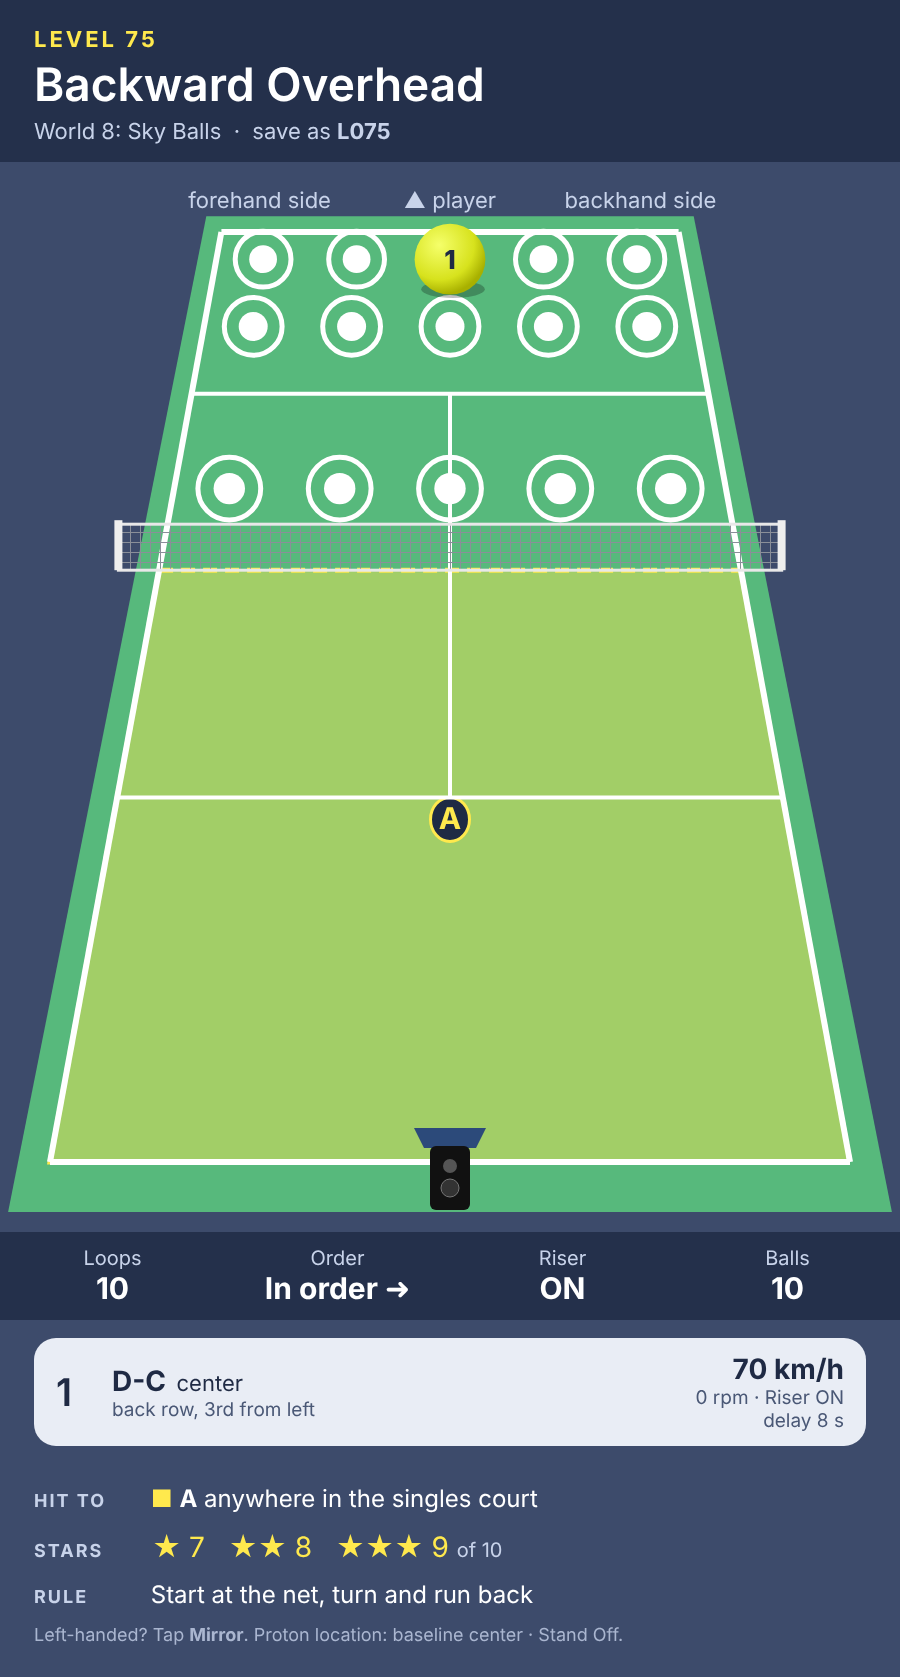 LEVEL 75
Backward Overhead
World 8: Sky Balls · save as L075
forehand side ▲ player backhand side
1
A
Loops Order Riser Balls
10 In order ➜ ON 10
1 D-C center 70 km/h
back row, 3rd from left 0 rpm · Riser ON
delay 8 s
HIT TO ■ A anywhere in the singles court
STARS ★ 7 ★★ 8 ★★★ 9 of 10
RULE Start at the net, turn and run back
Left-handed? Tap Mirror. Proton location: baseline center · Stand Off.